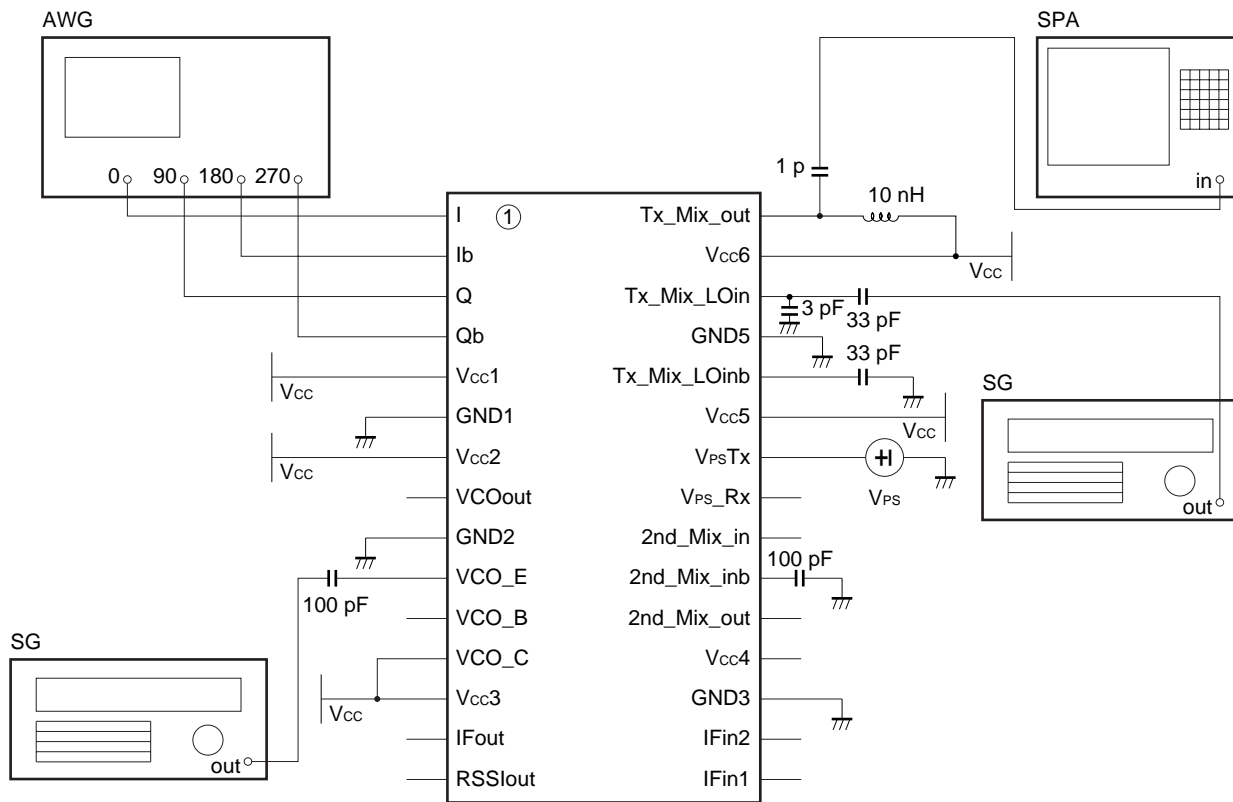 AWG
SPA
0 90 180 270
1 p
in
10 nH
I ① Tx_Mix_out
Ib Vcc6
Vcc
Q Tx_Mix_LOin
3 pF
33 pF
Qb GND5
33 pF
Vcc1 Tx_Mix_LOinb
Vcc
GND1 Vcc5
Vcc
SG
Vcc2 VPSTx
Vcc
VPS
VCOout VPS_Rx
out
GND2 2nd_Mix_in
100 pF
VCO_E 2nd_Mix_inb
100 pF
VCO_B 2nd_Mix_out
SG
VCO_C Vcc4
Vcc3 GND3
Vcc
IFout IFin2
out
RSSIout IFin1